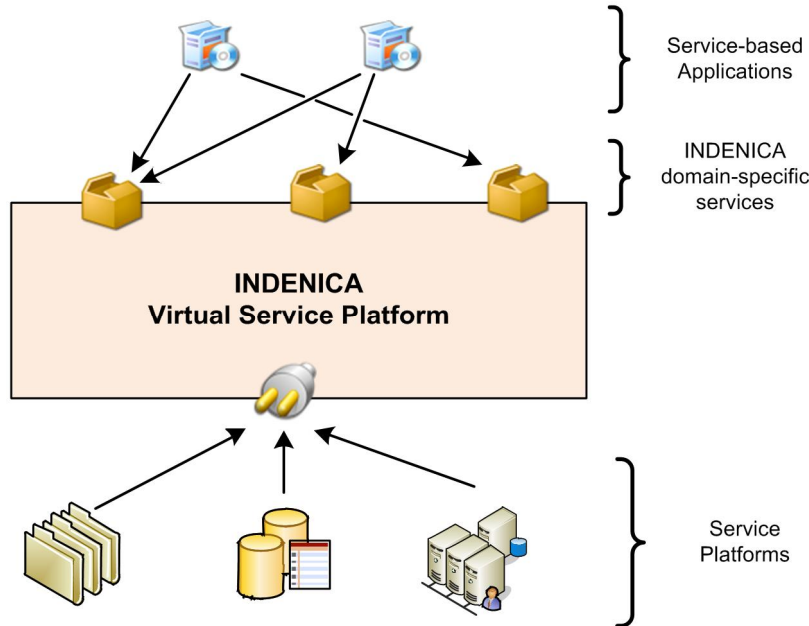 Service-based
Applications
INDENICA
domain-specific
services
INDENICA
Virtual Service Platform
Service
Platforms